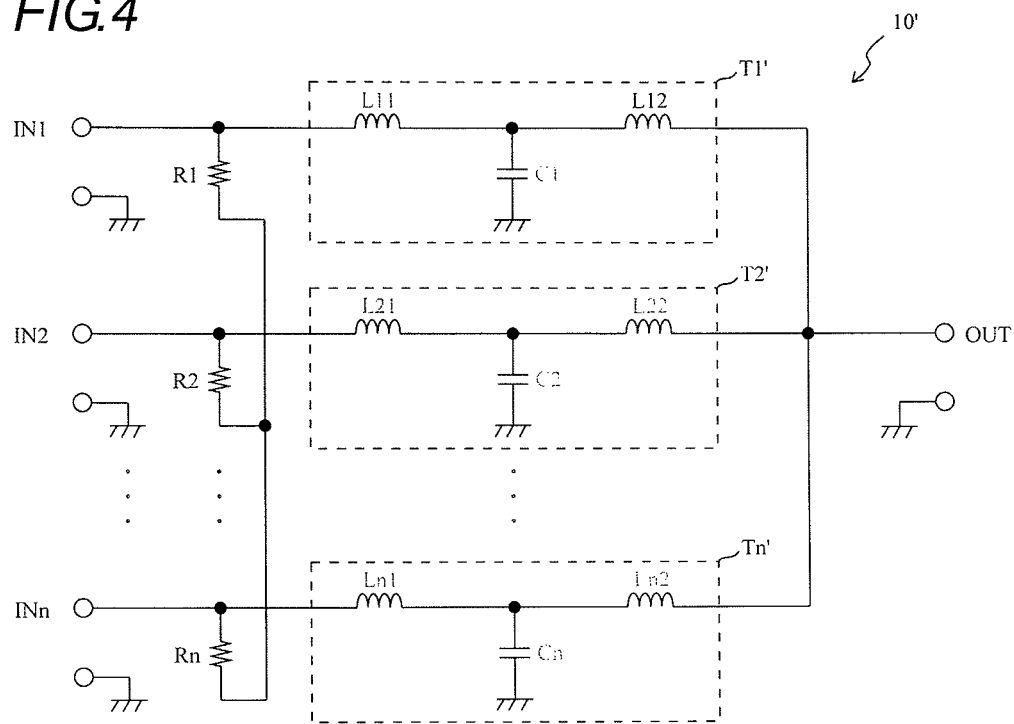 FIG.4
10'
T1'
L11
L12
IN1
R1
C1
T2'
L21
L22
IN2
OUT
R2
C2
Tn'
Ln1
Ln2
INn
Rn
Cn